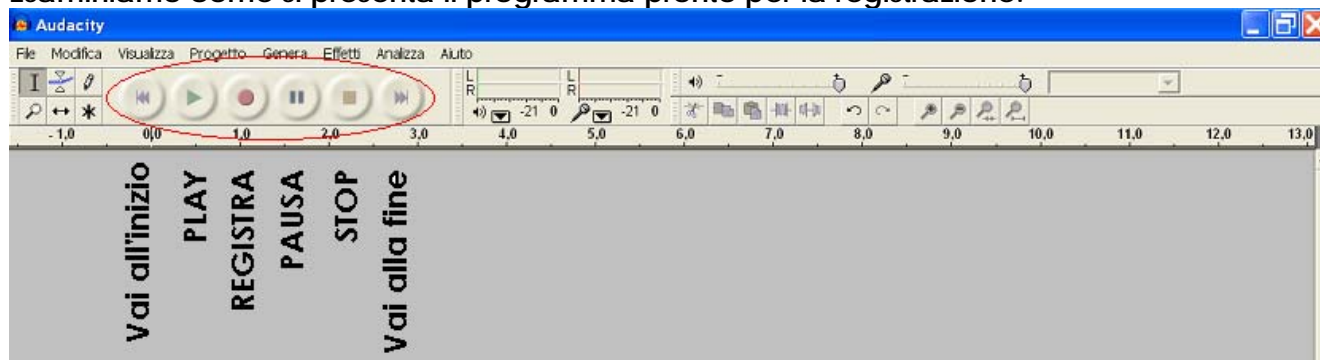 Esaminiamo come si presenta il programma pronto per la registrazione:
Audacity
File Modifica Visualizza Progetto Genera Effetti Analizza Aiuto
L
R
L
R
-21 0
-21 0
- 1,0 0,0 1,0 2,0 3,0 4,0 5,0 6,0 7,0 8,0 9,0 10,0 11,0 12,0 13,0
Vai all'inizio
PLAY
REGISTRA
PAUSA
STOP
Vai alla fine